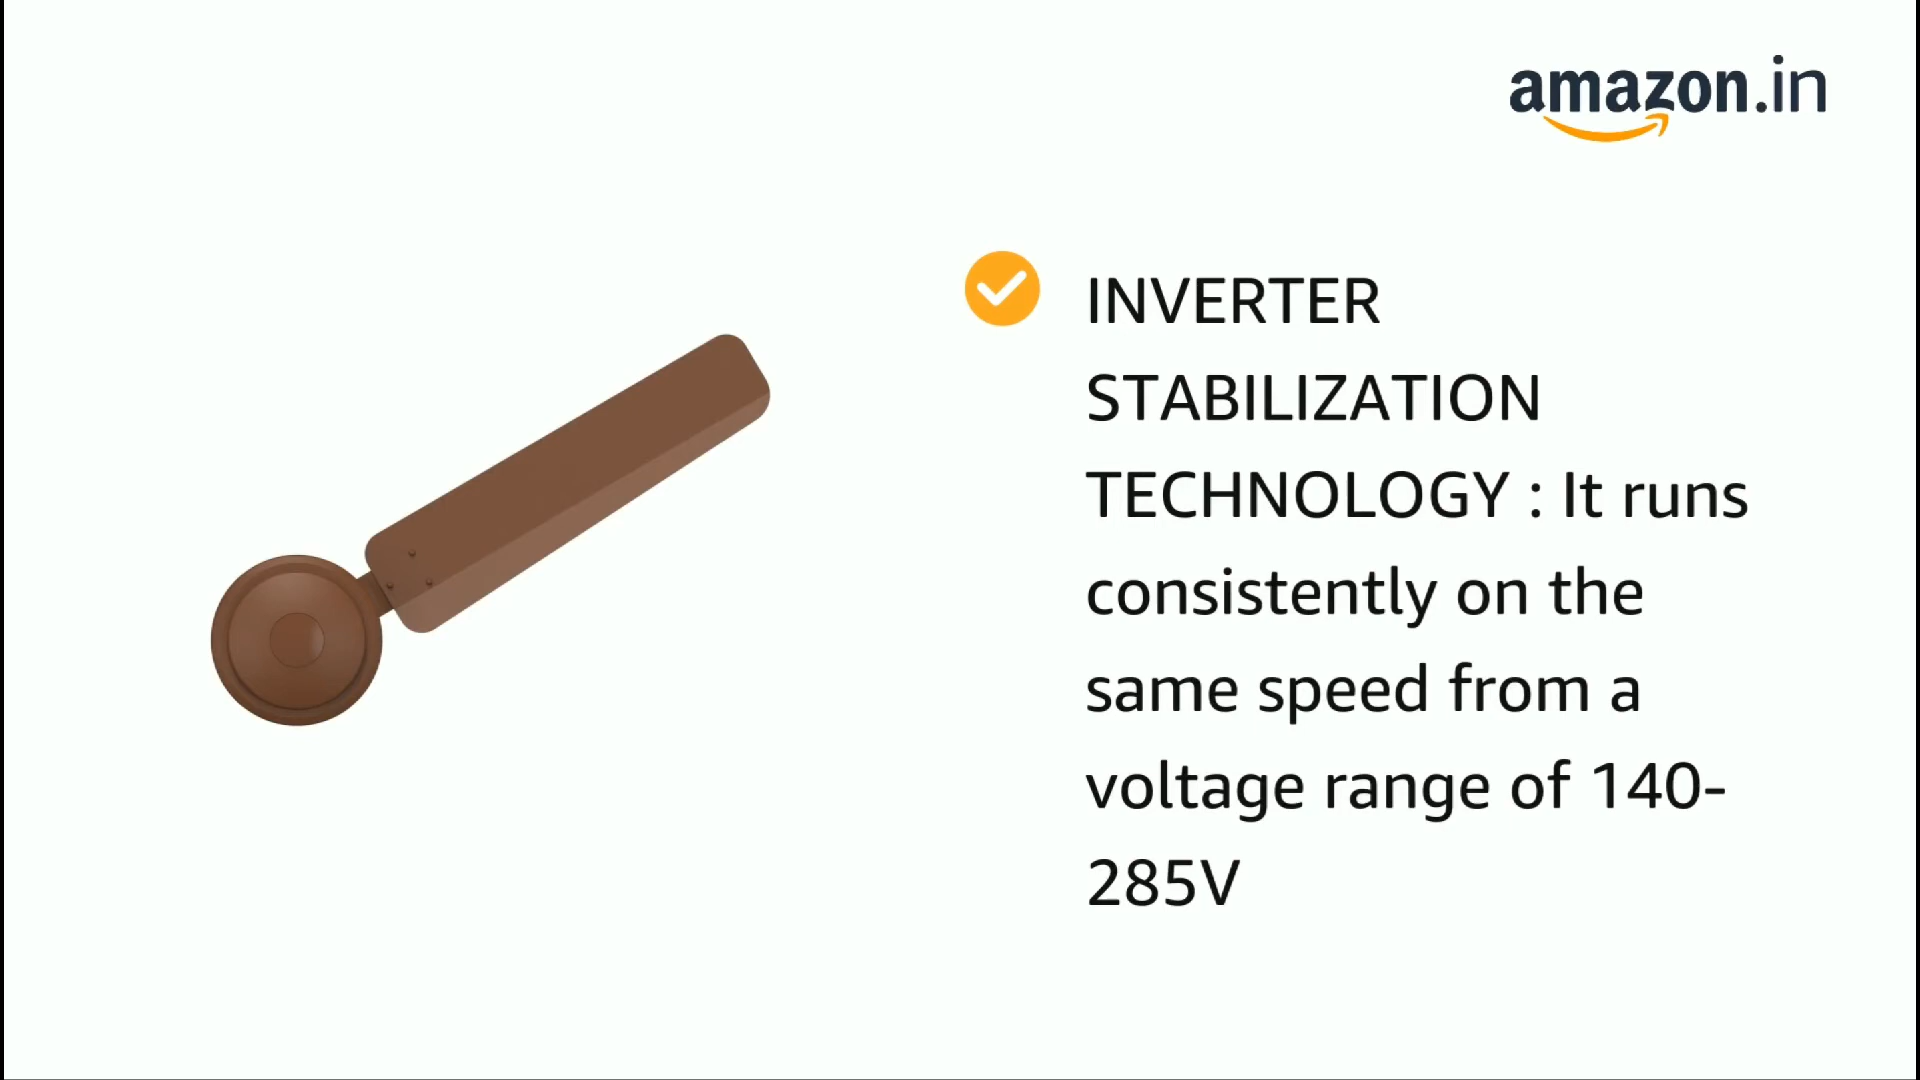 amazon.in
INVERTER
STABILIZATION
TECHNOLOGY : It runs
consistently on the
same speed from a
voltage range of 140-
285V